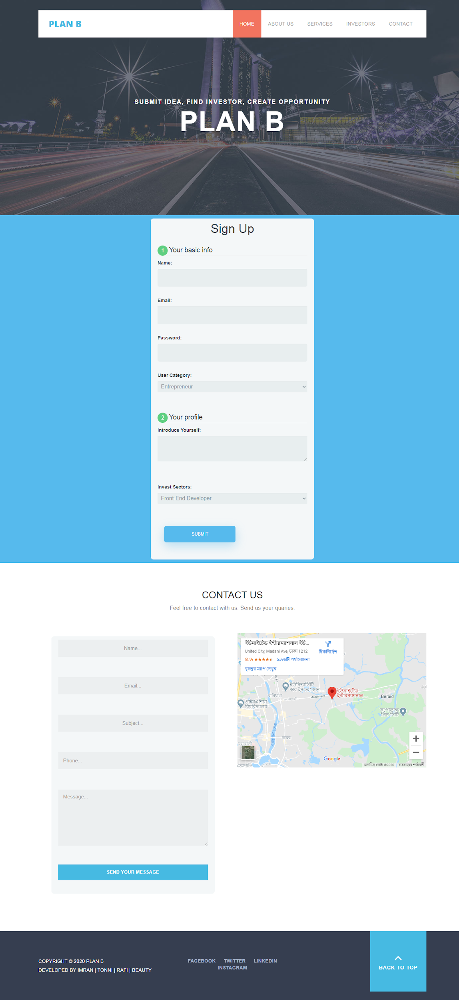 PLAN B
HOME
ABOUT US
SERVICES
INVESTORS
CONTACT
SUBMIT IDEA, FIND INVESTOR, CREATE OPPORTUNITY
PLAN B
Sign Up
1 Your basic info
Name:
Email:
Password:
User Category:
Entrepreneur
2 Your profile
Introduce Yourself:
Invest Sectors:
Front-End Developer
SUBMIT
CONTACT US
Feel free to contact with us. Send us your quaries.
Name...
Email...
Subject...
Phone...
Message...
SEND YOUR MESSAGE
ইউনাইটেড ইন্টারন্যাশনাল ইউ...
United City, Madani Ave, ঢাকা 1212
৪.৬
১৬৩টি পর্যালোচনা
বৃহত্তর ম্যাপ দেখুন
দিকনির্দেশ
ইউনিভার্সিটি
অব ইনফরমেশন...
বারিধারা
Madani Ave
ইউনাইটেড
ইন্টারন্যাশনাল...
Beraid
Jal
প্রাইমএশিয়া
বিশ্ববিদ্যালয়
কপোতাক্ষ
গ্রিন সিটি
গুলশান লেক
বাড্ডা
মহাখালী
তেজগাঁও
Google
মানচিত্র ডেটা ©2020
ব্যবহারের শর্তাবলী
COPYRIGHT © 2020 PLAN B
DEVELOPED BY IMRAN | TONNI | RAFI | BEAUTY
FACEBOOK
TWITTER
LINKEDIN
INSTAGRAM
BACK TO TOP